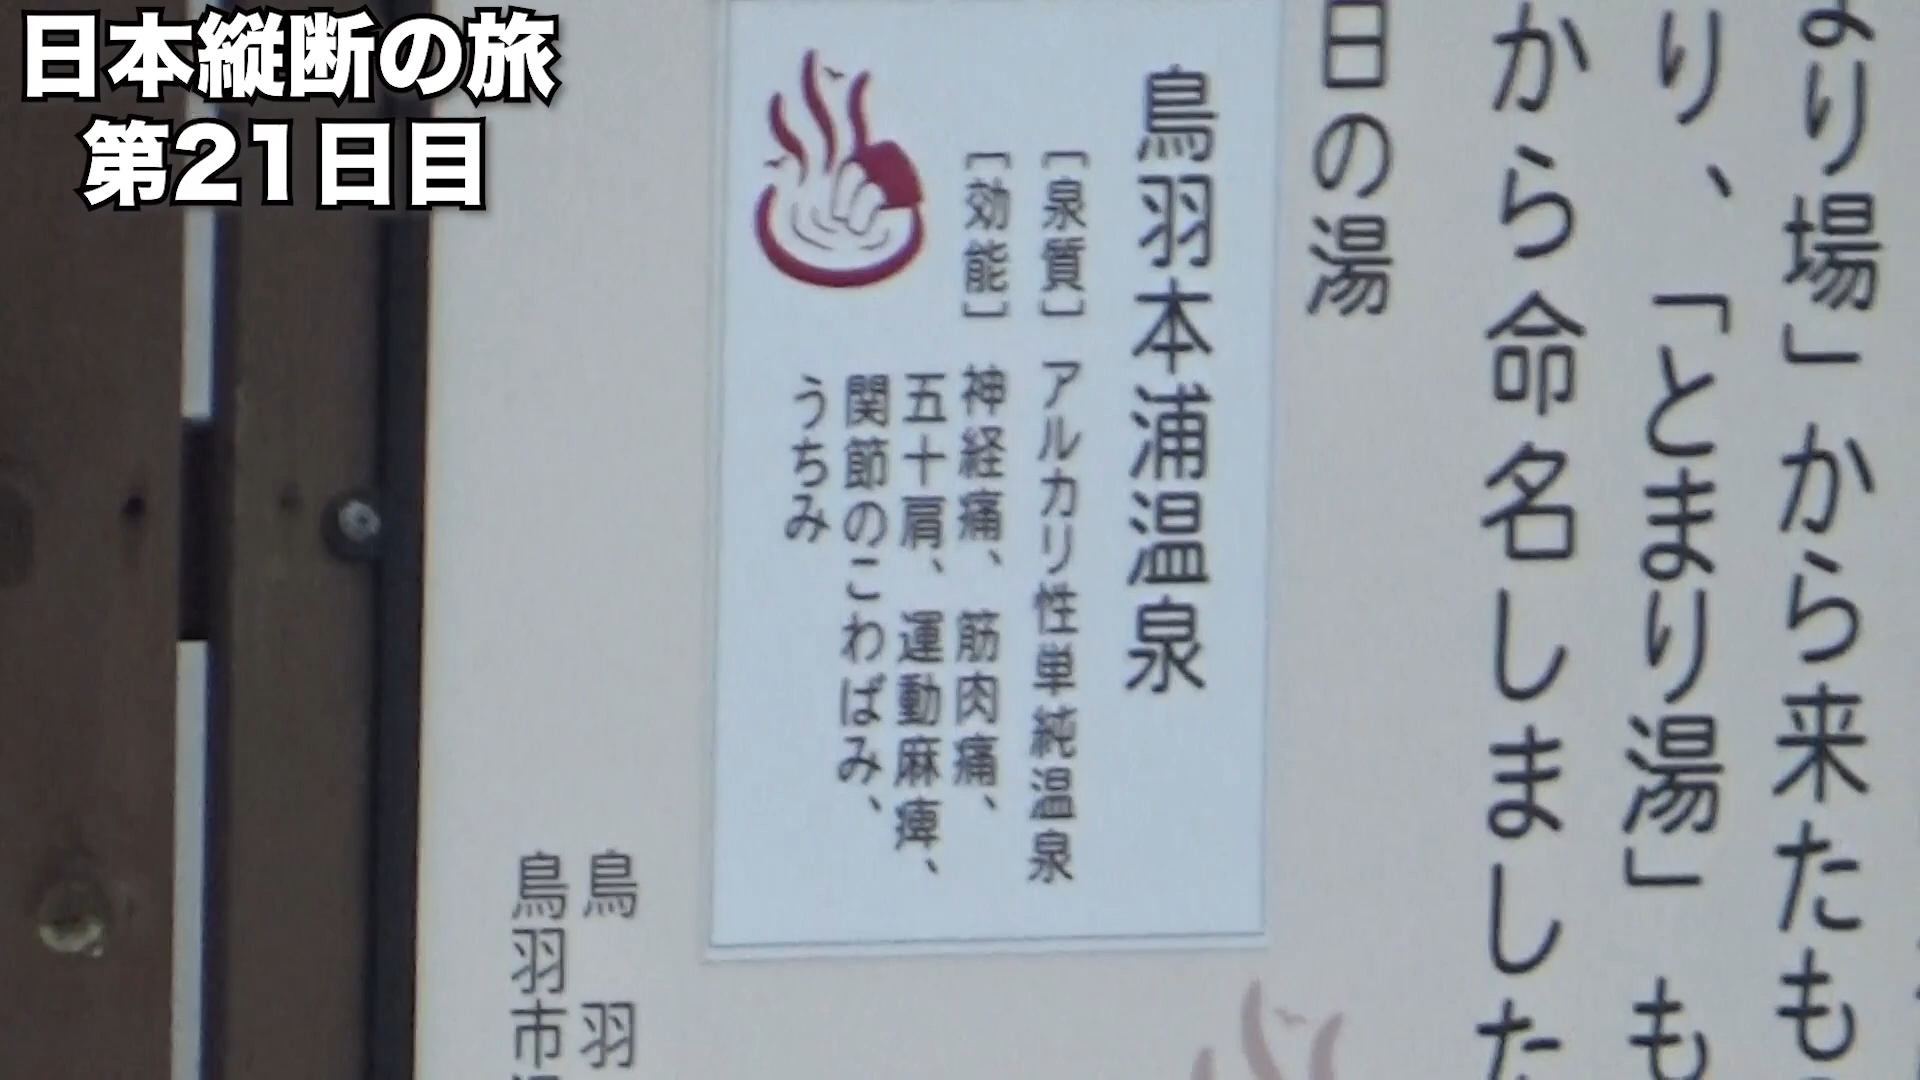 日本縦断の旅
第21日目
より場」から来たも
り、「とまり湯」も
から命名しました
日の湯
鳥羽本浦温泉
［泉質］ アルカリ性単純温泉
［効能］ 神経痛、筋肉痛、
五十肩、運動麻痺、
関節のこわばみ、
うちみ
鳥 羽
鳥羽市